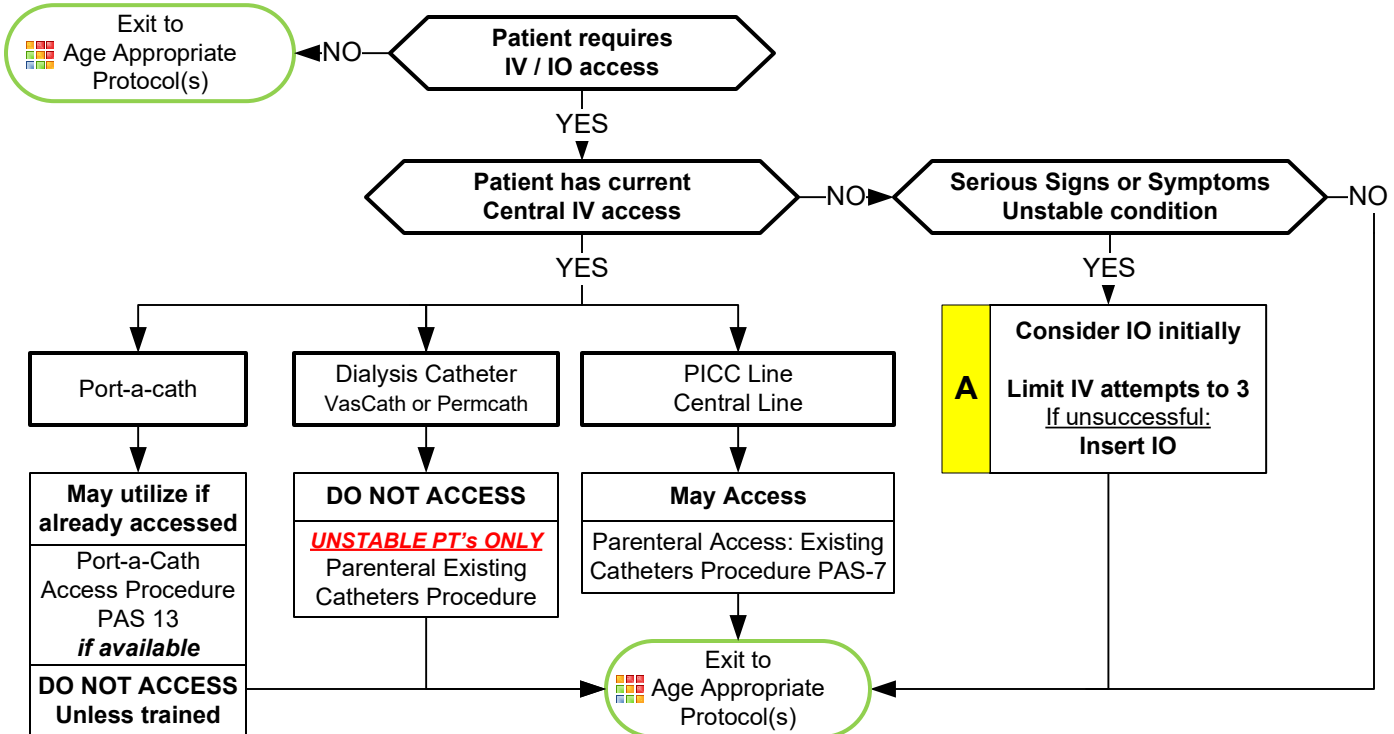 Exit to
Age Appropriate
Protocol(s)
NO
Patient requires
IV / IO access
YES
Patient has current
Central IV access
NO
Serious Signs or Symptoms
Unstable condition
NO
YES
YES
Port-a-cath
Dialysis Catheter
VasCath or Permcath
PICC Line
Central Line
A
Consider IO initially
Limit IV attempts to 3
If unsuccessful:
Insert IO
May utilize if
already accessed
Port-a-Cath
Access Procedure
PAS 13
if available
DO NOT ACCESS
Unless trained
DO NOT ACCESS
UNSTABLE PT's ONLY
Parenteral Existing
Catheters Procedure
May Access
Parenteral Access: Existing
Catheters Procedure PAS-7
Exit to
Age Appropriate
Protocol(s)